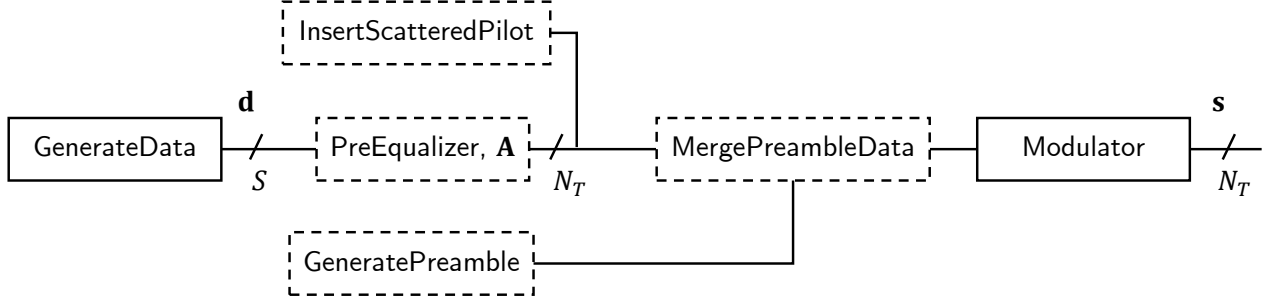 InsertScatteredPilot
d
s
GenerateData
PreEqualizer, A
MergePreambleData
Modulator
S
N_T
N_T
GeneratePreamble